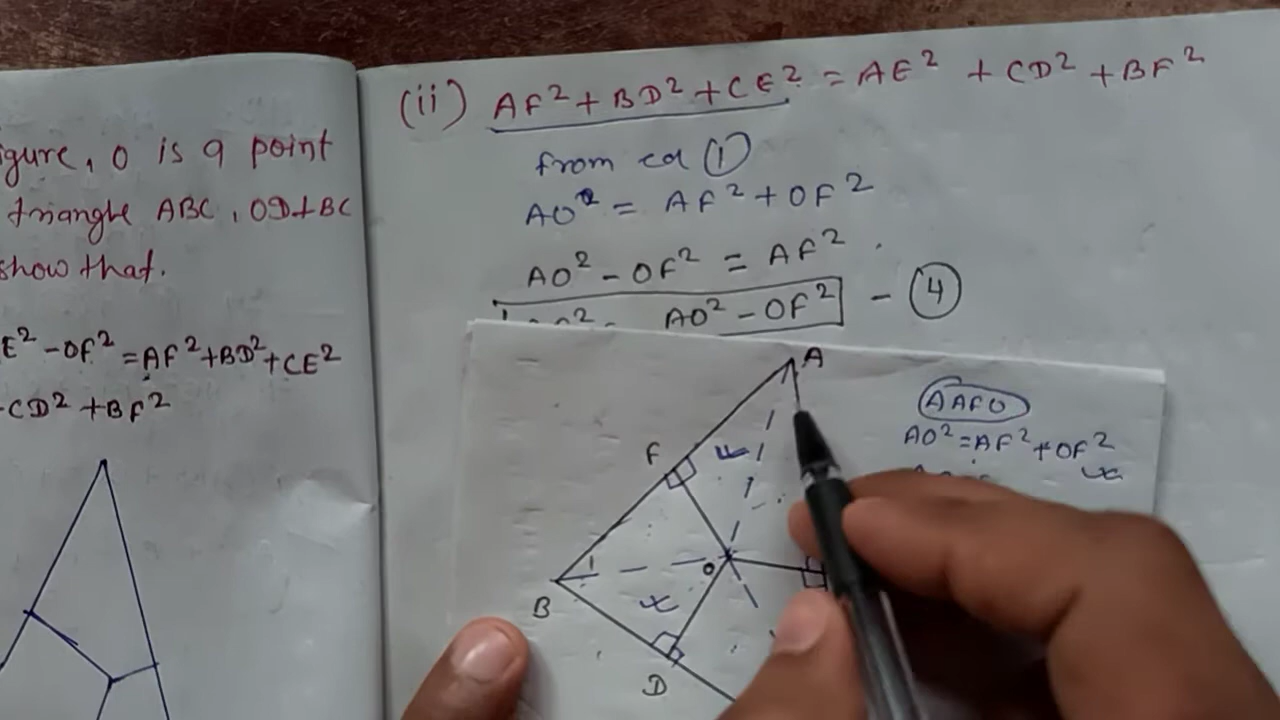 igure, O is a point
triangle ABC, OD⊥BC
show that.
E² - OF² = AF² + BD² + CE²
CD² + BF²
(ii) AF² + BD² + CE² = AE² + CD² + BF²
from eq (1)
AO² = AF² + OF²
AO² - OF² = AF².
AO² - OF² - (4)
A
F
B
O
D
AAFO
AO² = AF² + OF²